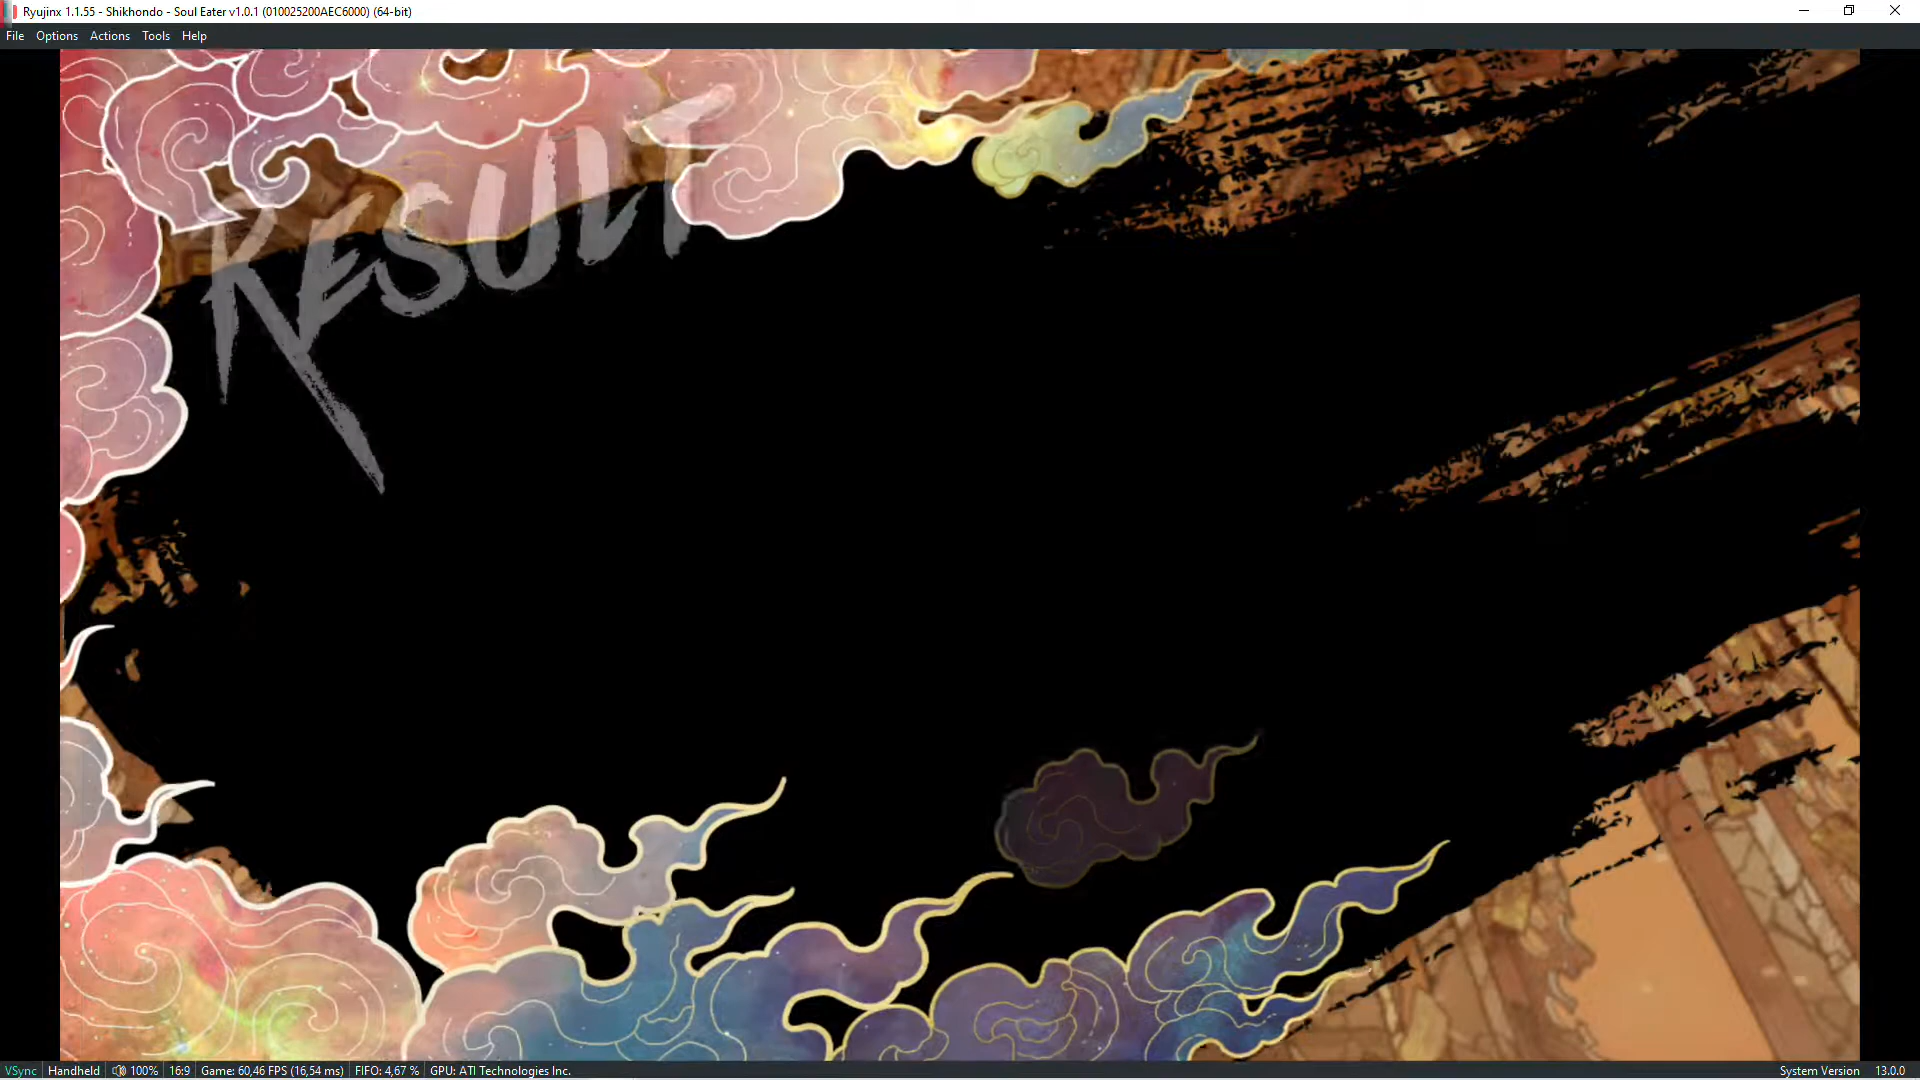 Ryujinx 1.1.55 - Shikhondo - Soul Eater v1.0.1 (010025200AEC6000) (64-bit)
File Options Actions Tools Help
RESULT
VSync Handheld 100% 16:9 Game: 60,46 FPS (16,54 ms) FIFO: 4,67 % GPU: ATI Technologies Inc. System Version 13.0.0